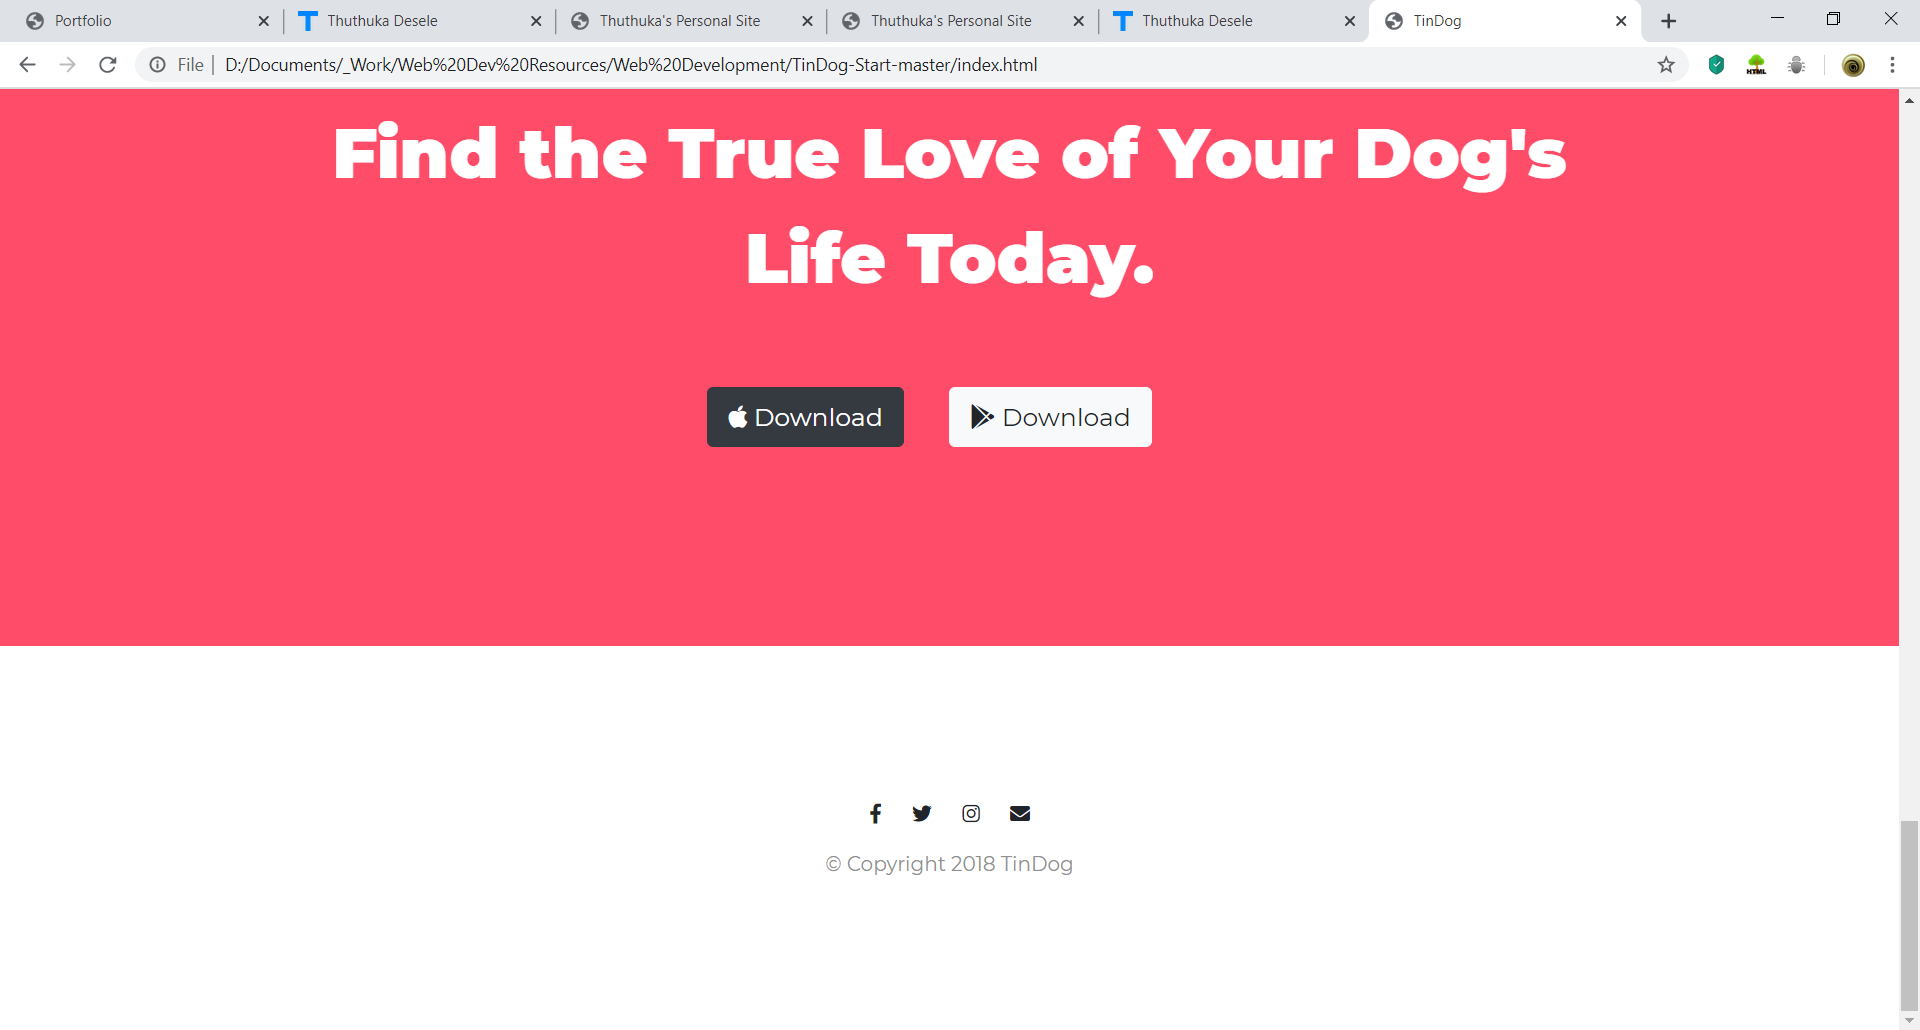 Portfolio
Thuthuka Desele
Thuthuka's Personal Site
Thuthuka's Personal Site
Thuthuka Desele
TinDog
File
D:/Documents/_Work/Web%20Dev%20Resources/Web%20Development/TinDog-Start-master/index.html
HTML
Find the True Love of Your Dog's
Life Today.
Download
Download
© Copyright 2018 TinDog